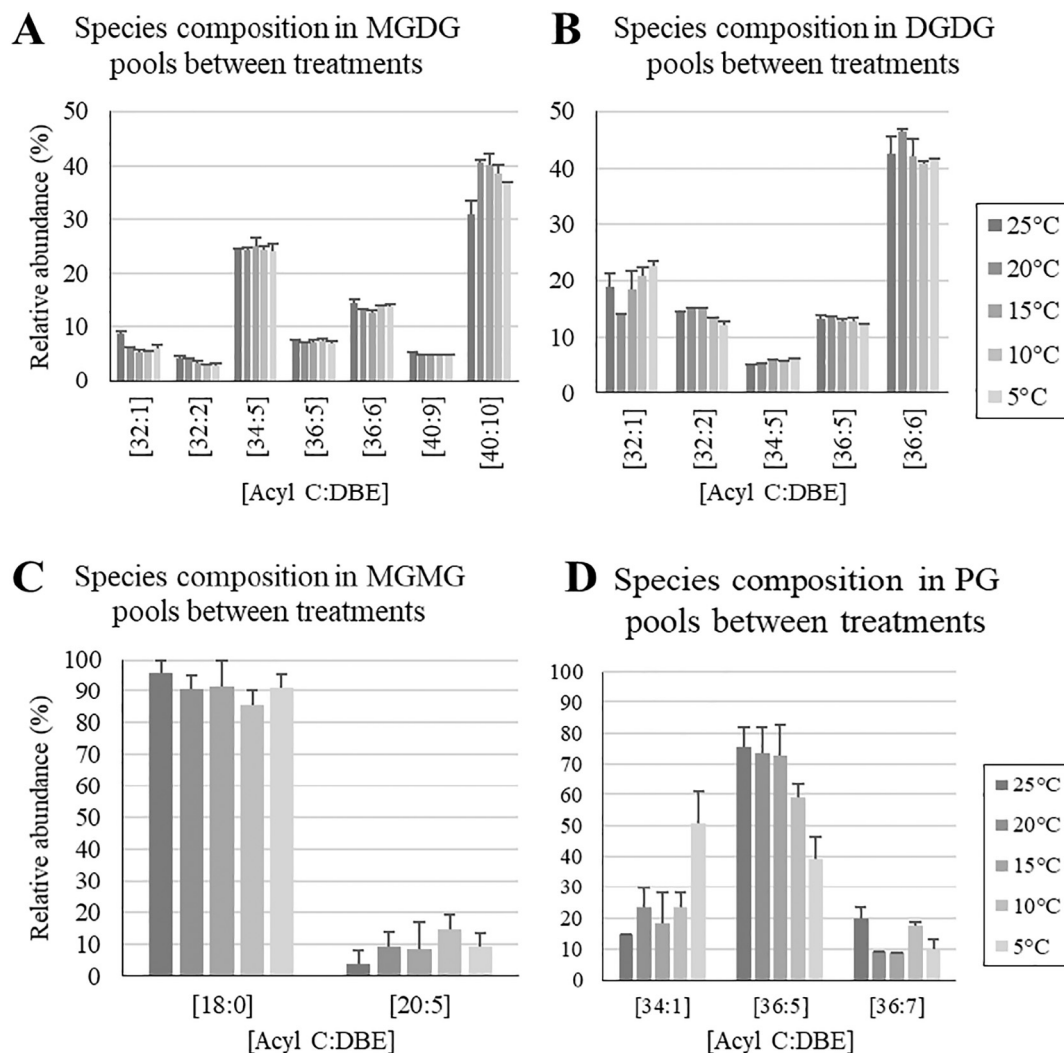 A Species composition in MGDG
pools between treatments
Relative abundance (%)
50
40
30
20
10
0
[32:1]
[32:2]
[34:5]
[36:5]
[36:6]
[40:9]
[40:10]
[Acyl C:DBE]
B Species composition in DGDG
pools between treatments
50
40
30
20
10
0
[32:1]
[32:2]
[34:5]
[36:5]
[36:6]
[Acyl C:DBE]
25°C
20°C
15°C
10°C
5°C
C Species composition in MGMG
pools between treatments
Relative abundance (%)
100
90
80
70
60
50
40
30
20
10
0
[18:0] [20:5]
[Acyl C:DBE]
D Species composition in PG
pools between treatments
100
90
80
70
60
50
40
30
20
10
0
[34:1] [36:5] [36:7]
[Acyl C:DBE]
25°C
20°C
15°C
10°C
5°C